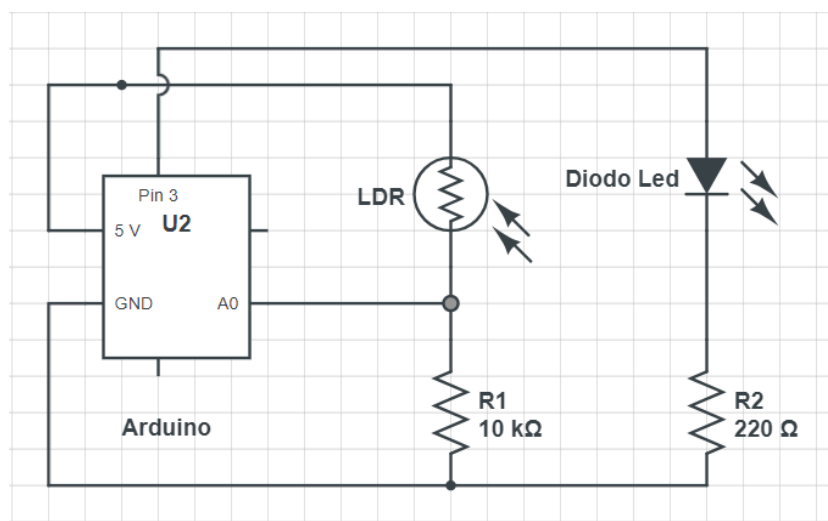 Pin 3
5 V U2
GND A0
Arduino
LDR
R1
10 kΩ
Diodo Led
R2
220 Ω